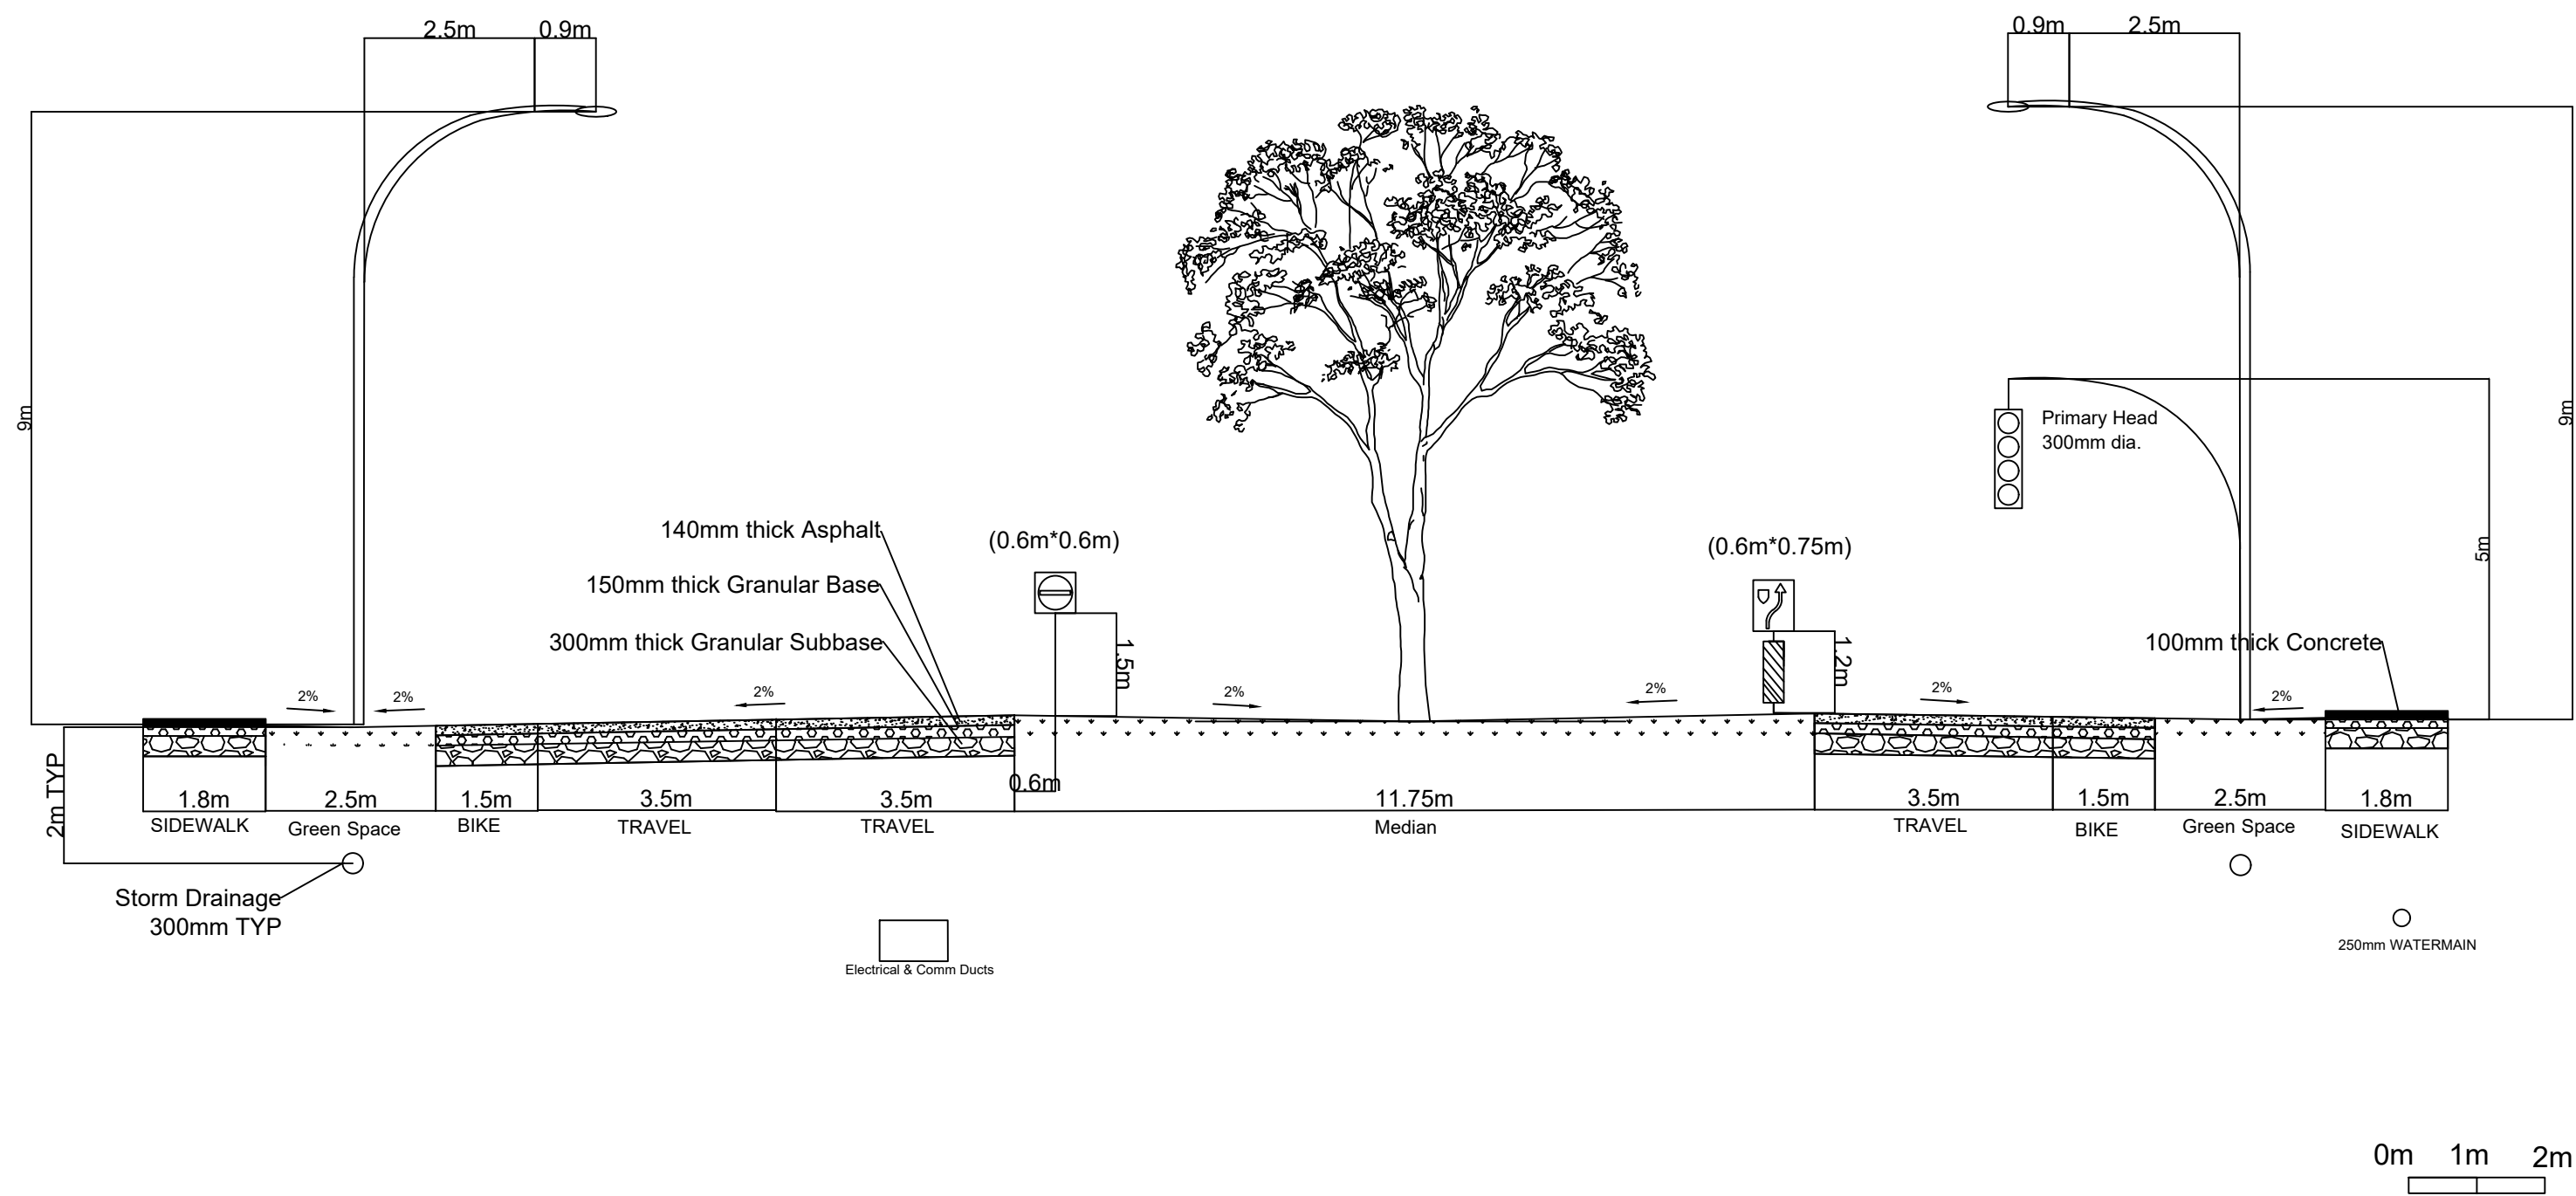 2.5m
0.9m
0.9m
2.5m
9m
9m
Primary Head
300mm dia.
5m
140mm thick Asphalt
150mm thick Granular Base
300mm thick Granular Subbase
(0.6m*0.6m)
(0.6m*0.75m)
1.5m
1.2m
100mm thick Concrete
2%
2%
2%
2%
2%
2%
2%
2m TYP
0.6m
1.8m
2.5m
1.5m
3.5m
3.5m
11.75m
3.5m
1.5m
2.5m
1.8m
SIDEWALK
Green Space
BIKE
TRAVEL
TRAVEL
Median
TRAVEL
BIKE
Green Space
SIDEWALK
Storm Drainage
300mm TYP
Electrical & Comm Ducts
250mm WATERMAIN
0m
1m
2m